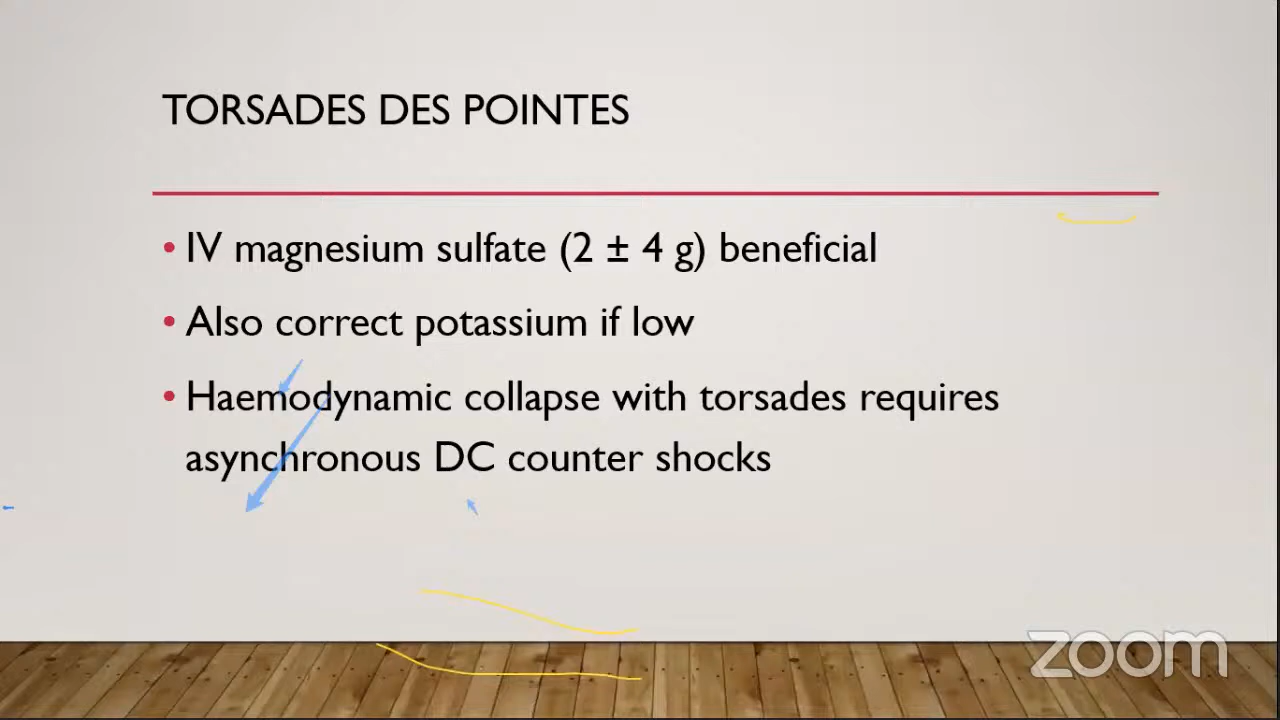 TORSADES DES POINTES
• IV magnesium sulfate (2 ± 4 g) beneficial
• Also correct potassium if low
• Haemodynamic collapse with torsades requires
asynchronous DC counter shocks
zoom